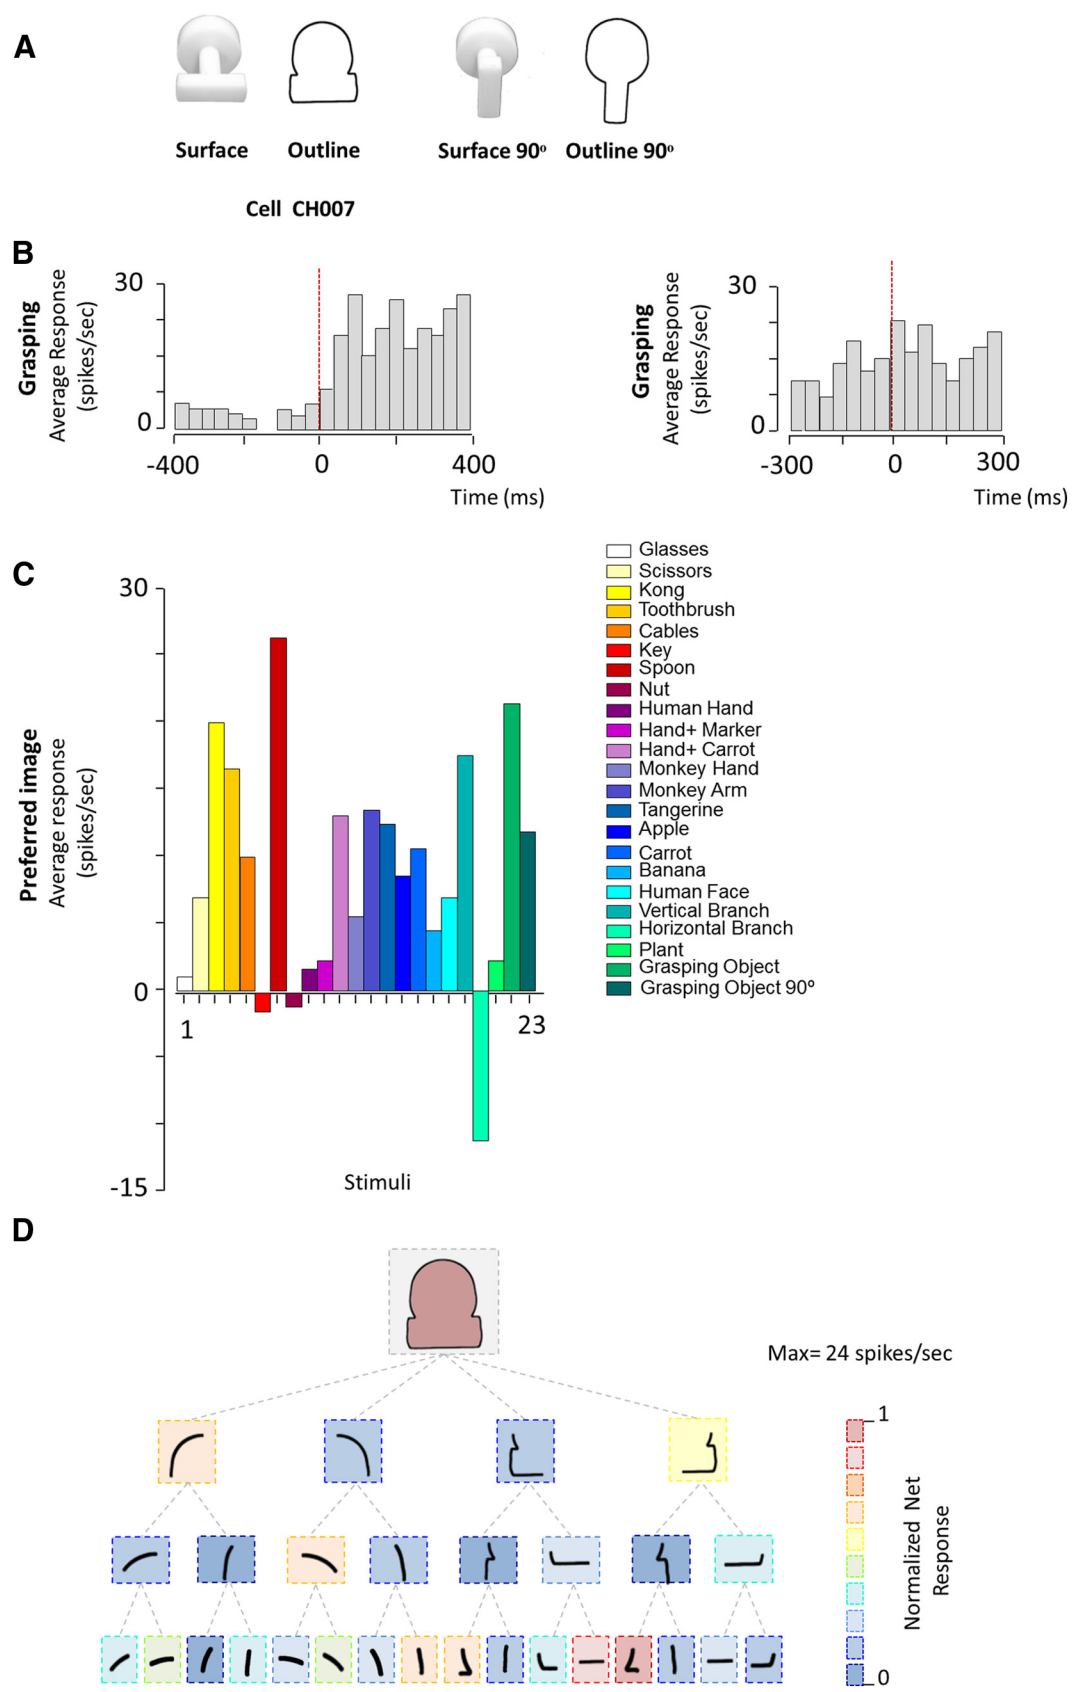 A
Surface Outline Surface 90º Outline 90º
Cell CH007
B
Grasping
Average Response
(spikes/sec)
30
0
-400 0 400
Time (ms)
Grasping
Average Response
(spikes/sec)
30
0
-300 0 300
Time (ms)
C
Preferred image
Average response
(spikes/sec)
30
0
-15
1
23
Stimuli
Glasses
Scissors
Kong
Toothbrush
Cables
Key
Spoon
Nut
Human Hand
Hand+ Marker
Hand+ Carrot
Monkey Hand
Monkey Arm
Tangerine
Apple
Carrot
Banana
Human Face
Vertical Branch
Horizontal Branch
Plant
Grasping Object
Grasping Object 90º
D
Max= 24 spikes/sec
1
0
Normalized Net
Response